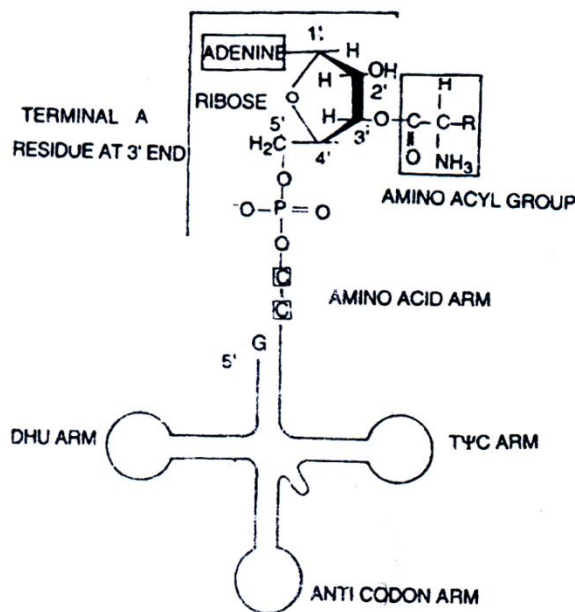 1'
H
ADENINE
OH
H
2'
H
TERMINAL A
RIBOSE
O
H
O
C
C
R
5'
3'
RESIDUE AT 3' END
H₂C
4'
O
NH₃
O
AMINO ACYL GROUP
⁻O P O
O
C
AMINO ACID ARM
C
G
5'
DHU ARM
TΨC ARM
ANTI CODON ARM